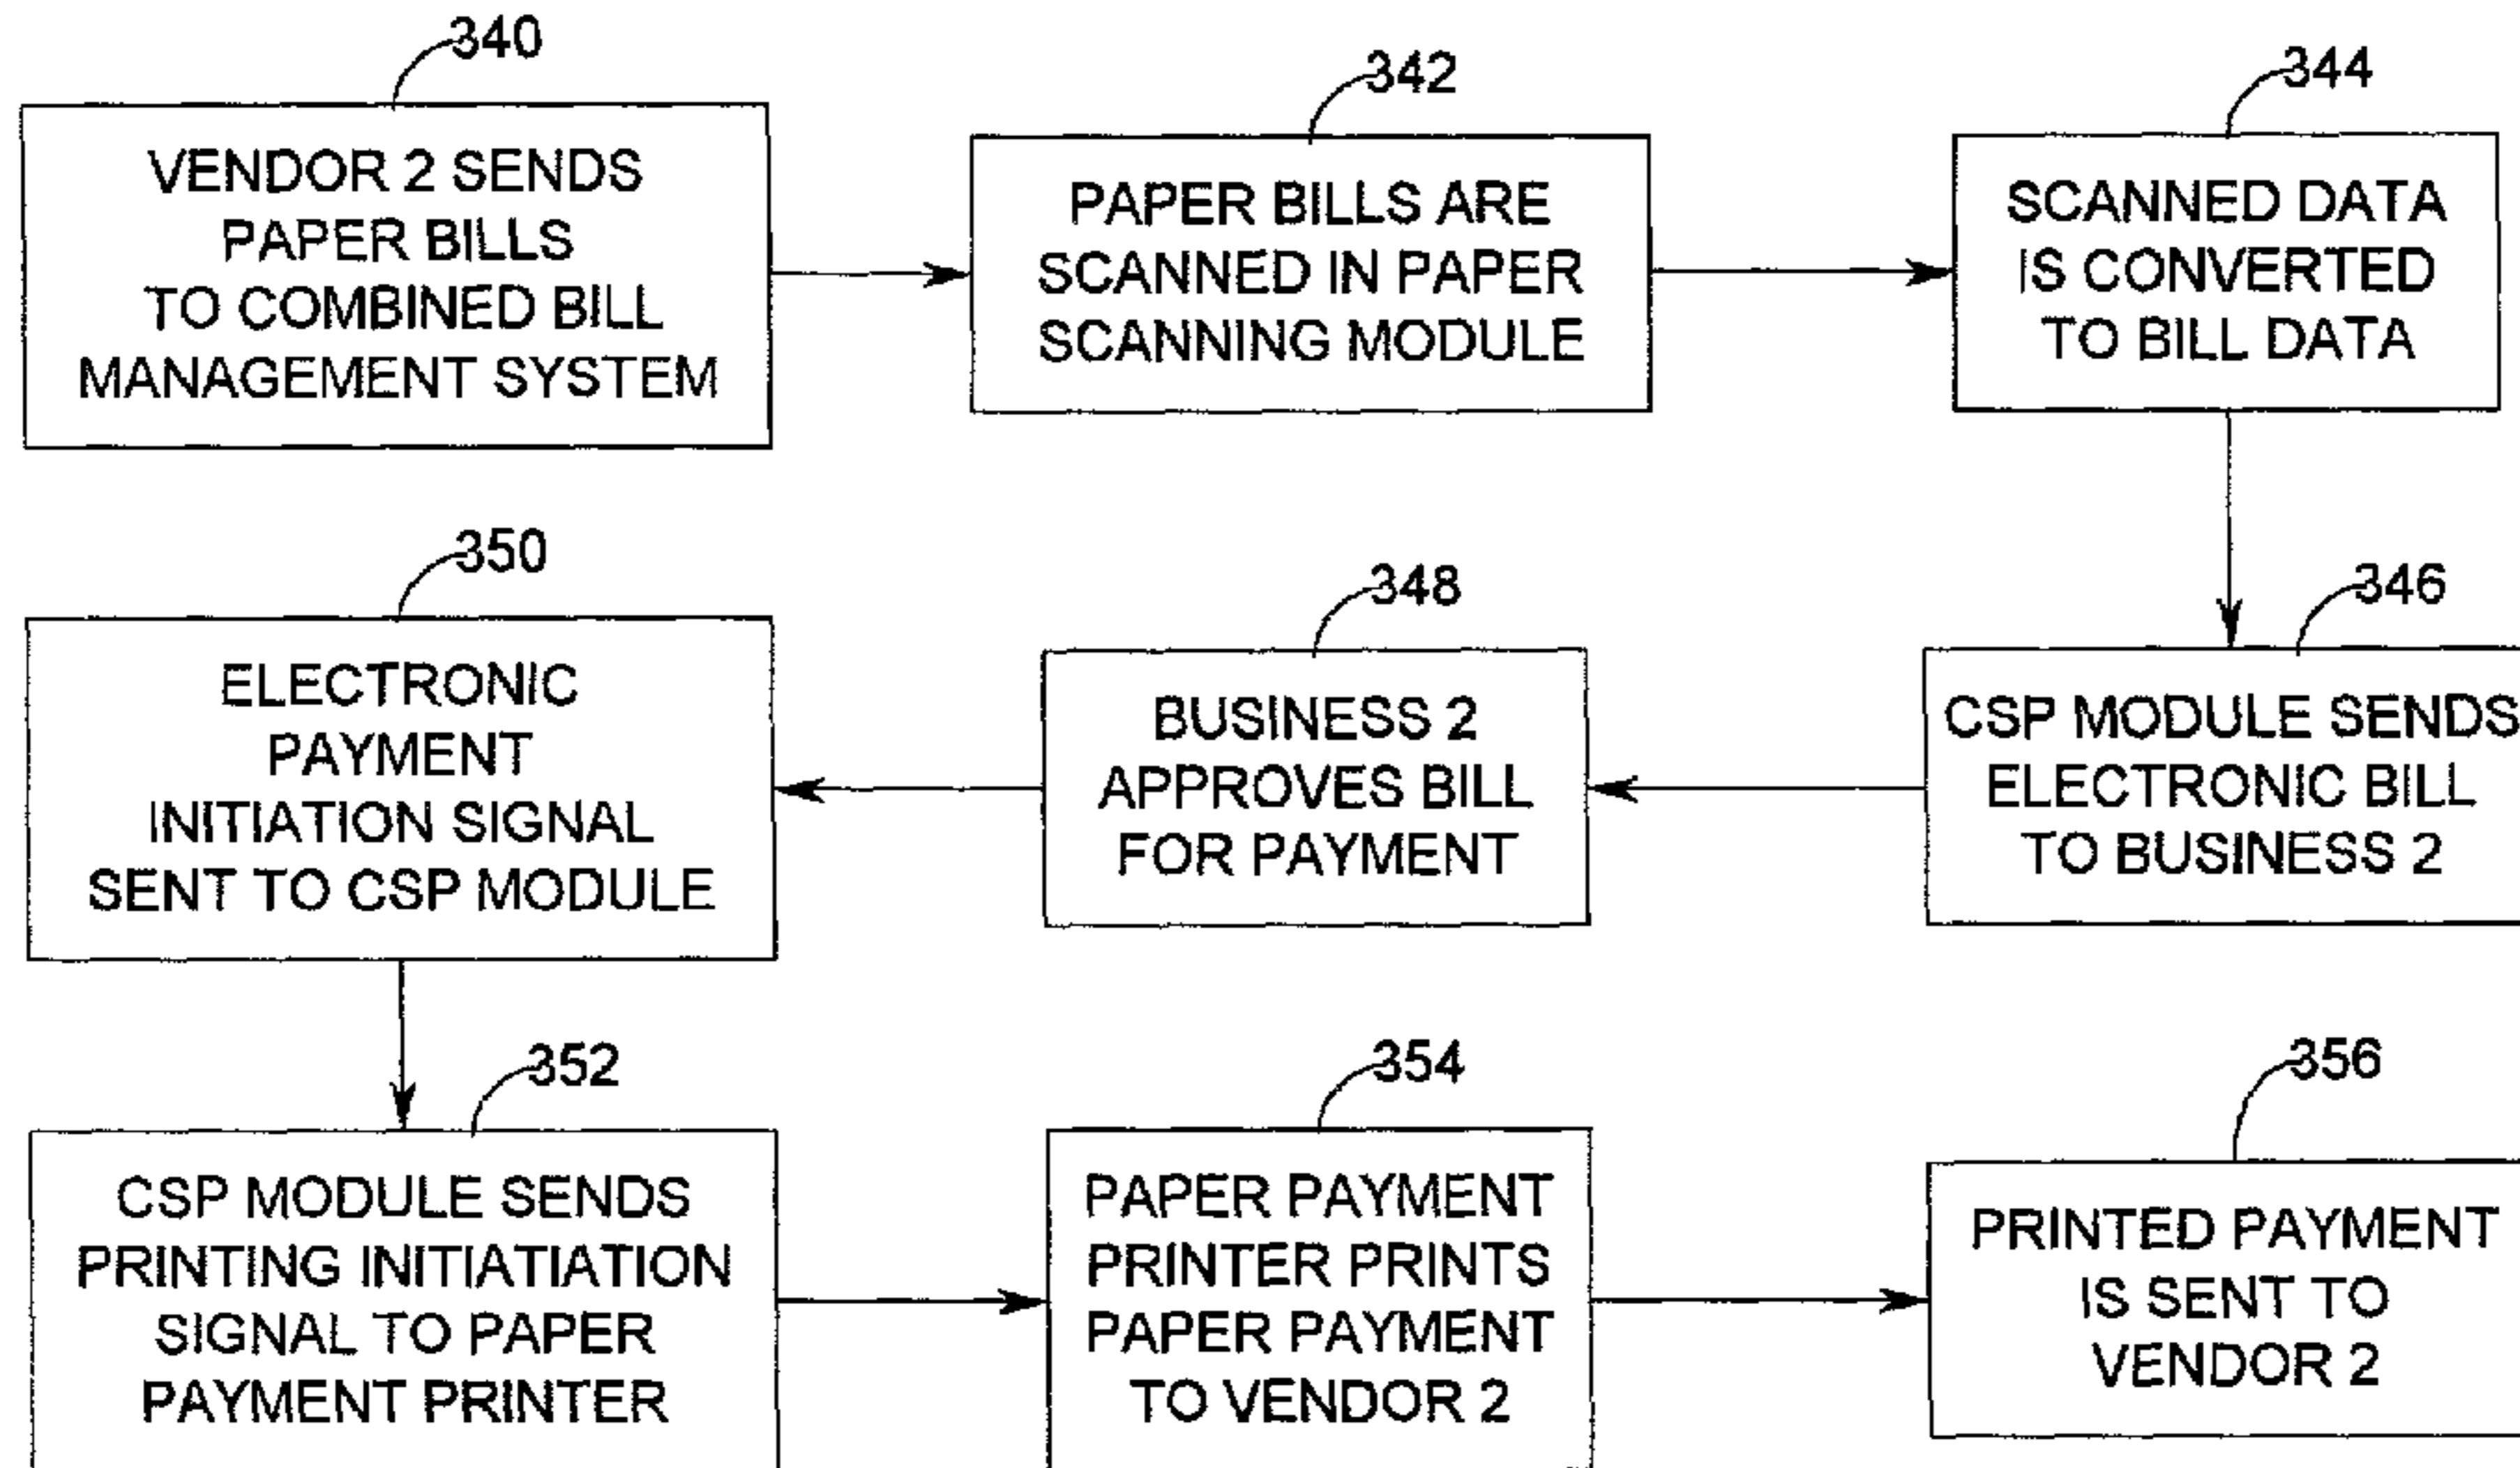 340
VENDOR 2 SENDS
PAPER BILLS
TO COMBINED BILL
MANAGEMENT SYSTEM
342
PAPER BILLS ARE
SCANNED IN PAPER
SCANNING MODULE
344
SCANNED DATA
IS CONVERTED
TO BILL DATA
346
CSP MODULE SENDS
ELECTRONIC BILL
TO BUSINESS 2
348
BUSINESS 2
APPROVES BILL
FOR PAYMENT
350
ELECTRONIC
PAYMENT
INITIATION SIGNAL
SENT TO CSP MODULE
352
CSP MODULE SENDS
PRINTING INITIATIATION
SIGNAL TO PAPER
PAYMENT PRINTER
354
PAPER PAYMENT
PRINTER PRINTS
PAPER PAYMENT
TO VENDOR 2
356
PRINTED PAYMENT
IS SENT TO
VENDOR 2